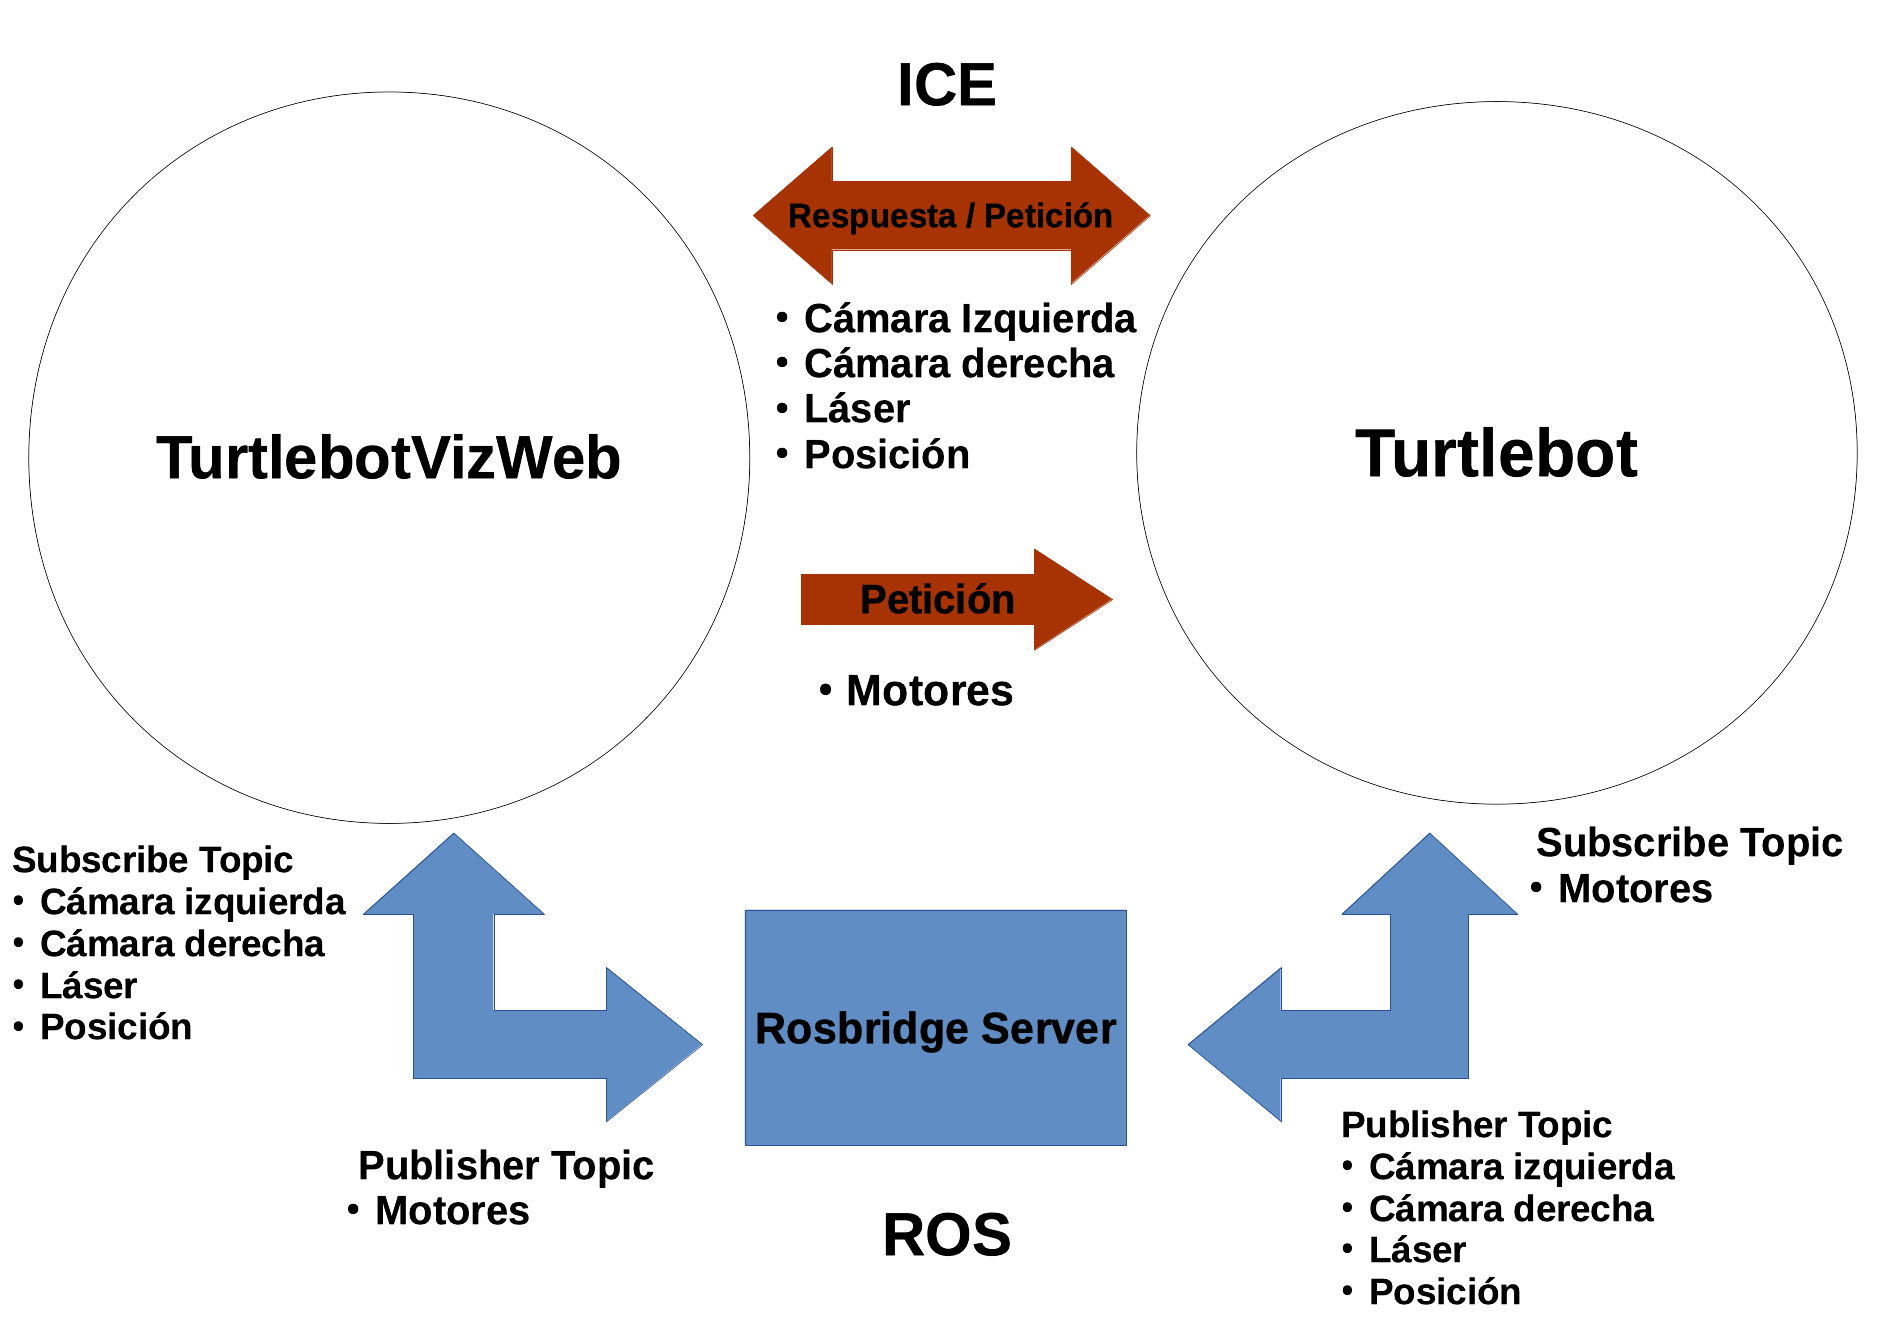 ICE
Respuesta / Petición
• Cámara Izquierda
• Cámara derecha
• Láser
• Posición
TurtlebotVizWeb
Turtlebot
Petición
• Motores
Subscribe Topic
• Cámara izquierda
• Cámara derecha
• Láser
• Posición
Subscribe Topic
• Motores
Rosbridge Server
Publisher Topic
• Motores
ROS
Publisher Topic
• Cámara izquierda
• Cámara derecha
• Láser
• Posición